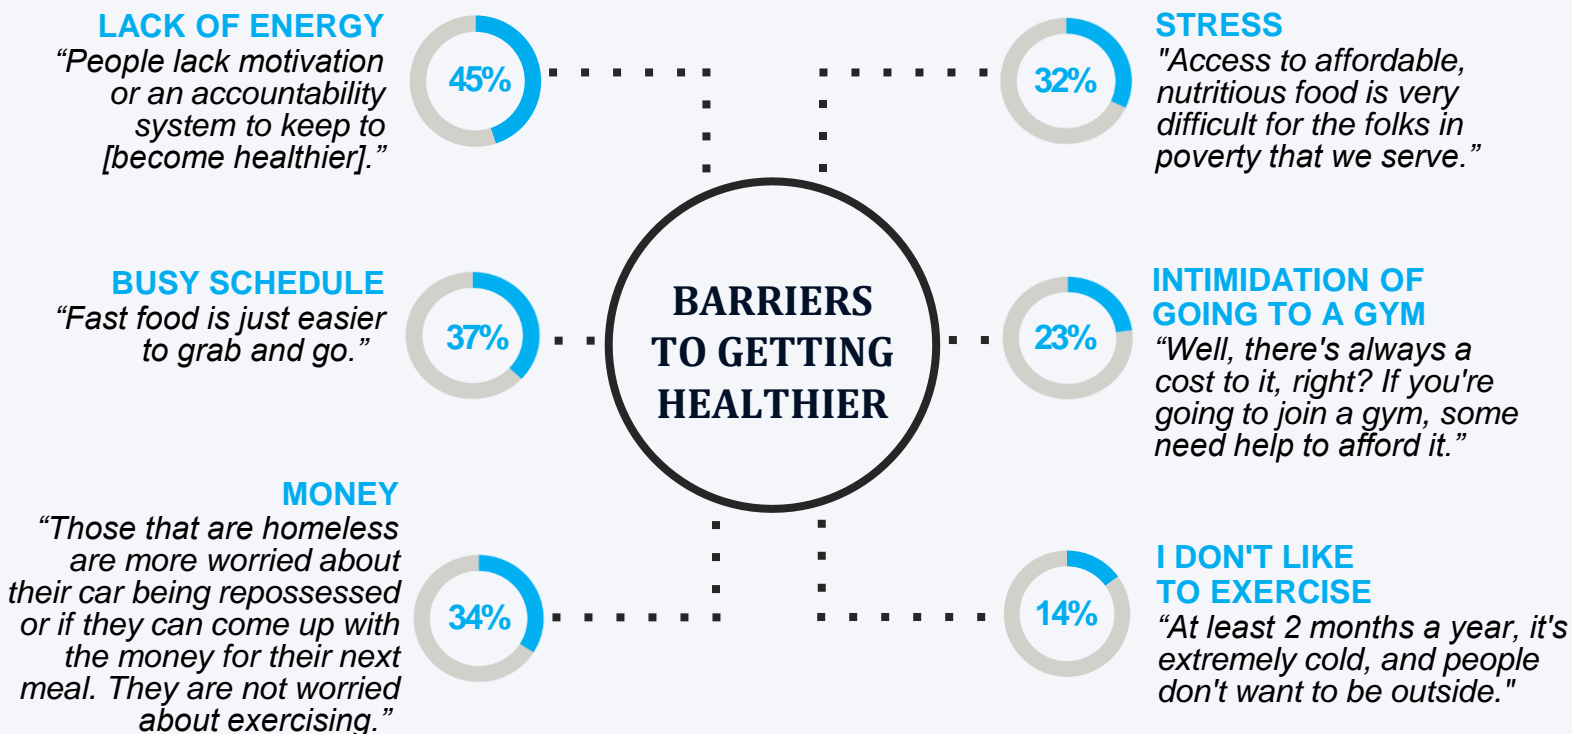 LACK OF ENERGY
“People lack motivation
or an accountability
system to keep to
[become healthier].”
45%
BUSY SCHEDULE
“Fast food is just easier
to grab and go.”
37%
MONEY
“Those that are homeless
are more worried about
their car being repossessed
or if they can come up with
the money for their next
meal. They are not worried
about exercising.”
34%
BARRIERS
TO GETTING
HEALTHIER
STRESS
"Access to affordable,
nutritious food is very
difficult for the folks in
poverty that we serve.”
32%
INTIMIDATION OF
GOING TO A GYM
“Well, there's always a
cost to it, right? If you're
going to join a gym, some
need help to afford it.”
23%
I DON'T LIKE
TO EXERCISE
“At least 2 months a year, it's
extremely cold, and people
don't want to be outside."
14%